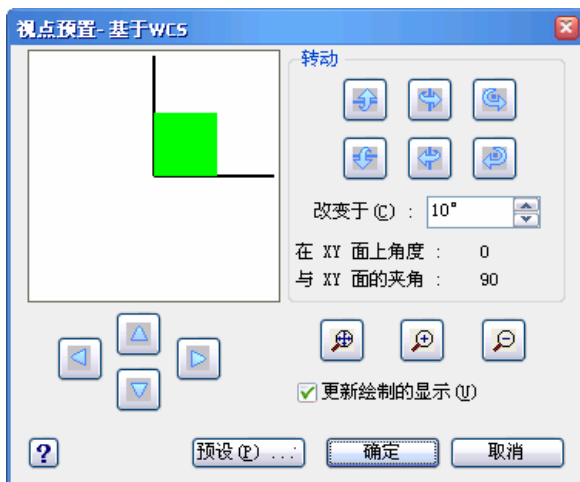 视点预置-基于WCS
转动
改变于(C) : 10°
在 XY 面上角度 : 0
与 XY 面的夹角 : 90
更新绘制的显示(U)
? 预设(P)...: 确定 取消